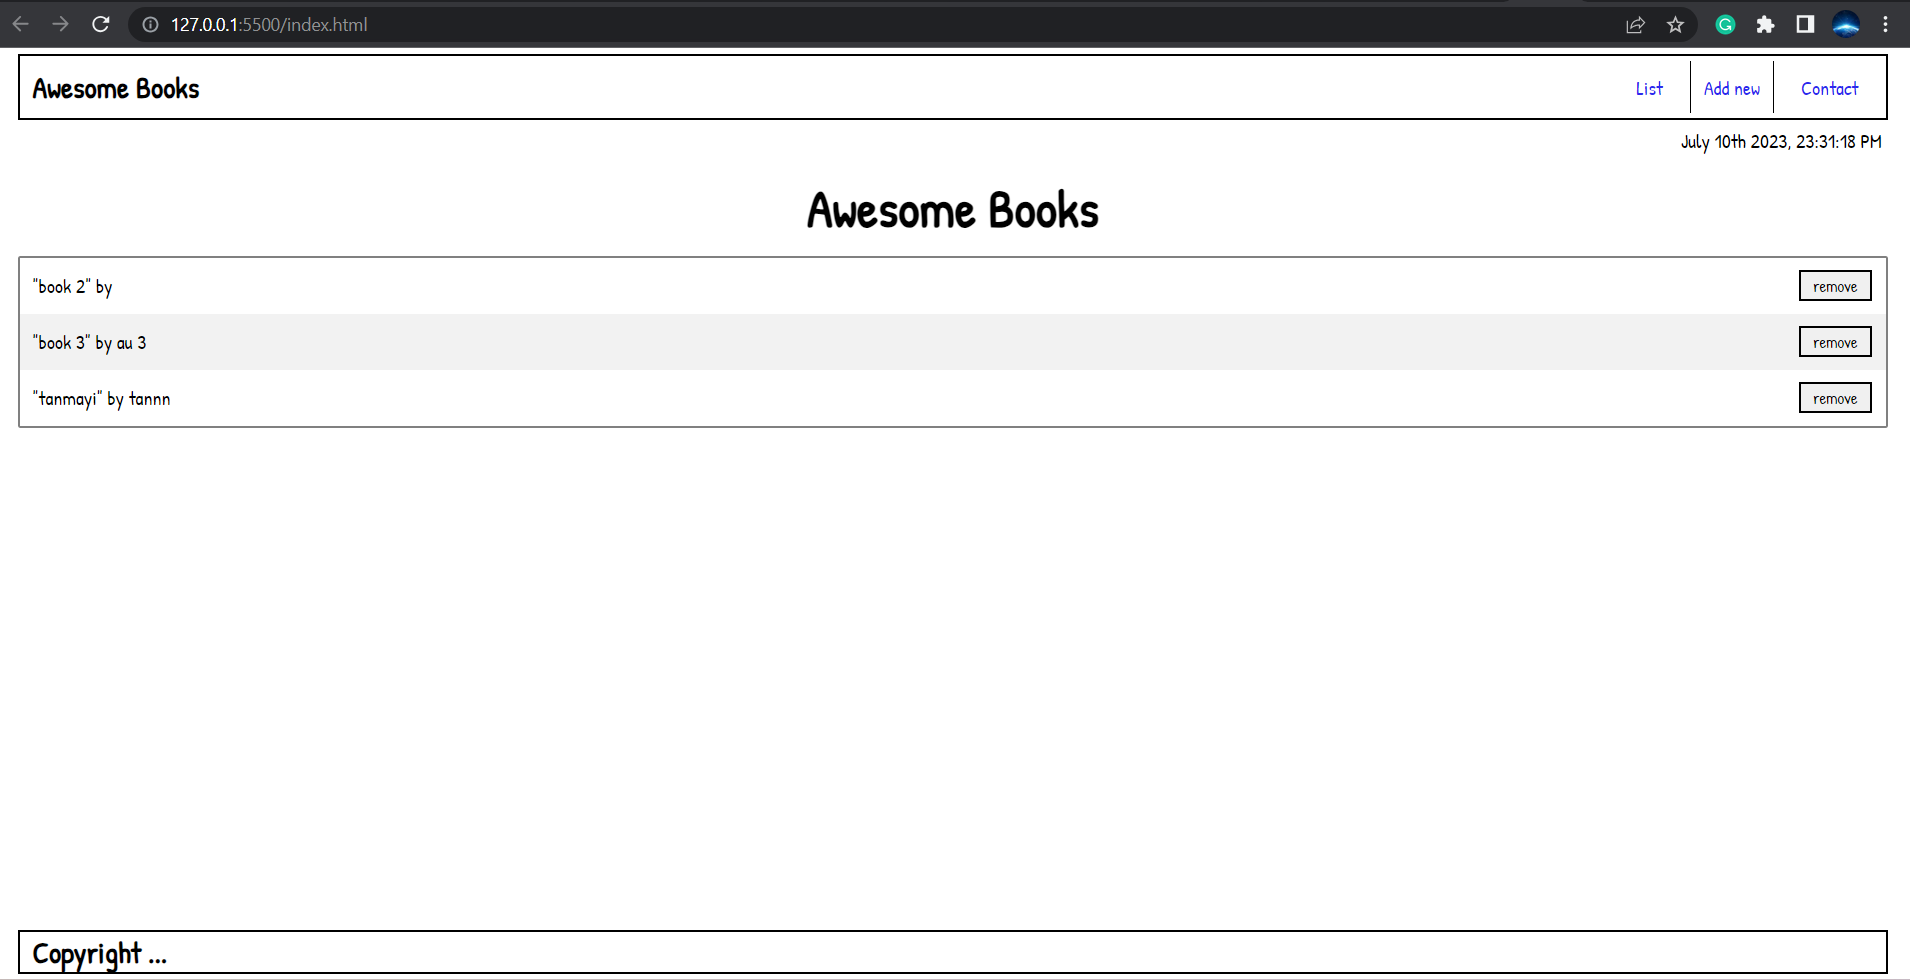 127.0.0.1:5500/index.html
Awesome Books
List
Add new
Contact
July 10th 2023, 23:31:18 PM
Awesome Books
"book 2" by
remove
"book 3" by au 3
remove
"tanmayi" by tannn
remove
Copyright ...